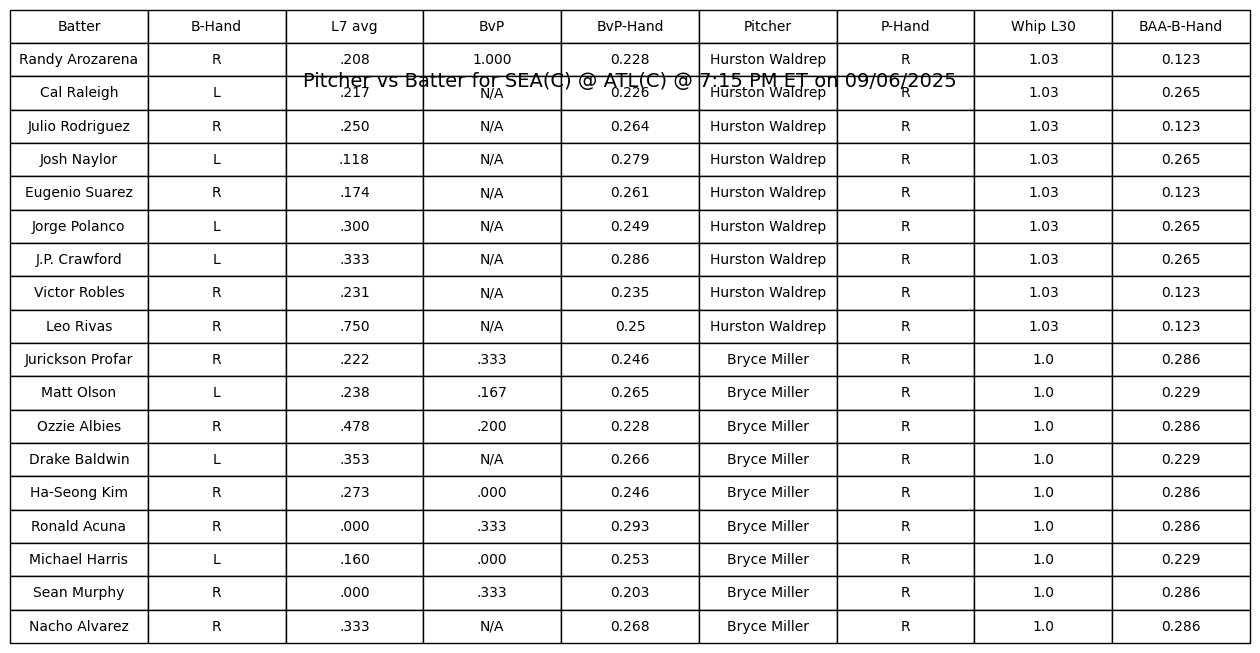 Batter B-Hand L7 avg BvP BvP-Hand Pitcher P-Hand Whip L30 BAA-B-Hand
Randy Arozarena R .208 1.000 0.228 Hurston Waldrep R 1.03 0.123
Pitcher vs Batter for SEA(C) @ ATL(C) @ 7:15 PM ET on 09/06/2025
Cal Raleigh L .217 N/A 0.226 Hurston Waldrep R 1.03 0.265
Julio Rodriguez R .250 N/A 0.264 Hurston Waldrep R 1.03 0.123
Josh Naylor L .118 N/A 0.279 Hurston Waldrep R 1.03 0.265
Eugenio Suarez R .174 N/A 0.261 Hurston Waldrep R 1.03 0.123
Jorge Polanco L .300 N/A 0.249 Hurston Waldrep R 1.03 0.265
J.P. Crawford L .333 N/A 0.286 Hurston Waldrep R 1.03 0.265
Victor Robles R .231 N/A 0.235 Hurston Waldrep R 1.03 0.123
Leo Rivas R .750 N/A 0.25 Hurston Waldrep R 1.03 0.123
Jurickson Profar R .222 .333 0.246 Bryce Miller R 1.0 0.286
Matt Olson L .238 .167 0.265 Bryce Miller R 1.0 0.229
Ozzie Albies R .478 .200 0.228 Bryce Miller R 1.0 0.286
Drake Baldwin L .353 N/A 0.266 Bryce Miller R 1.0 0.229
Ha-Seong Kim R .273 .000 0.246 Bryce Miller R 1.0 0.286
Ronald Acuna R .000 .333 0.293 Bryce Miller R 1.0 0.286
Michael Harris L .160 .000 0.253 Bryce Miller R 1.0 0.229
Sean Murphy R .000 .333 0.203 Bryce Miller R 1.0 0.286
Nacho Alvarez R .333 N/A 0.268 Bryce Miller R 1.0 0.286